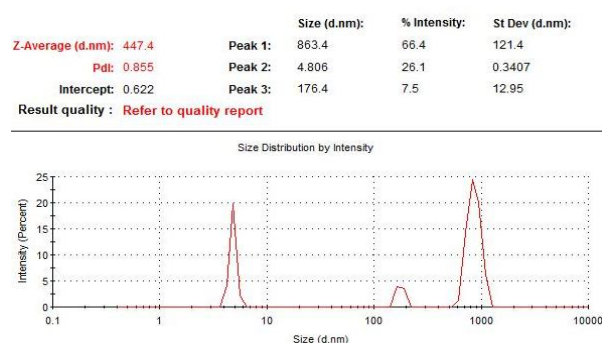 Size (d.nm): % Intensity: St Dev (d.nm):
Z-Average (d.nm): 447.4 Peak 1: 863.4 66.4 121.4
PdI: 0.855 Peak 2: 4.806 26.1 0.3407
Intercept: 0.622 Peak 3: 176.4 7.5 12.95
Result quality : Refer to quality report
Size Distribution by Intensity
Intensity (Percent)
25
20
15
10
5
0
0.1 1 10 100 1000 10000
Size (d.nm)